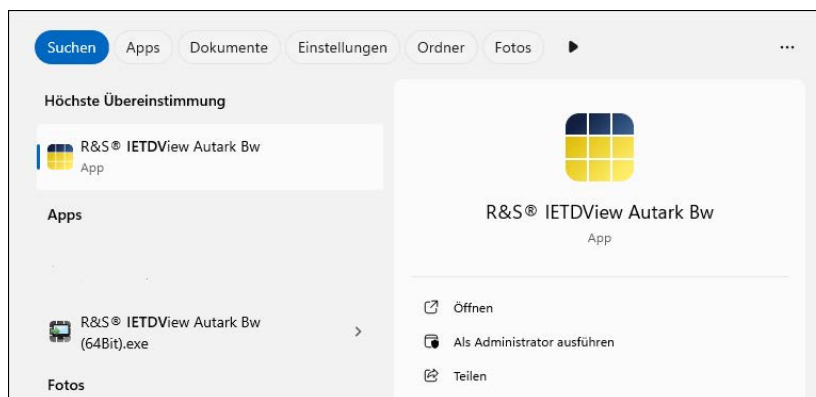 Suchen Apps Dokumente Einstellungen Ordner Fotos
Höchste Übereinstimmung
R&S® IETDView Autark Bw
App
Apps
R&S® IETDView Autark Bw
(64Bit).exe
Fotos
R&S® IETDView Autark Bw
App
Öffnen
Als Administrator ausführen
Teilen